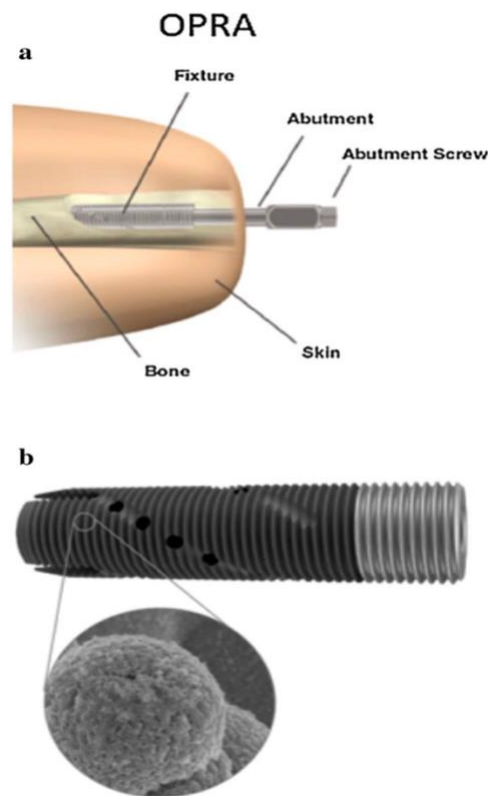 OPRA
a
Fixture
Abutment
Abutment Screw
Skin
Bone
b